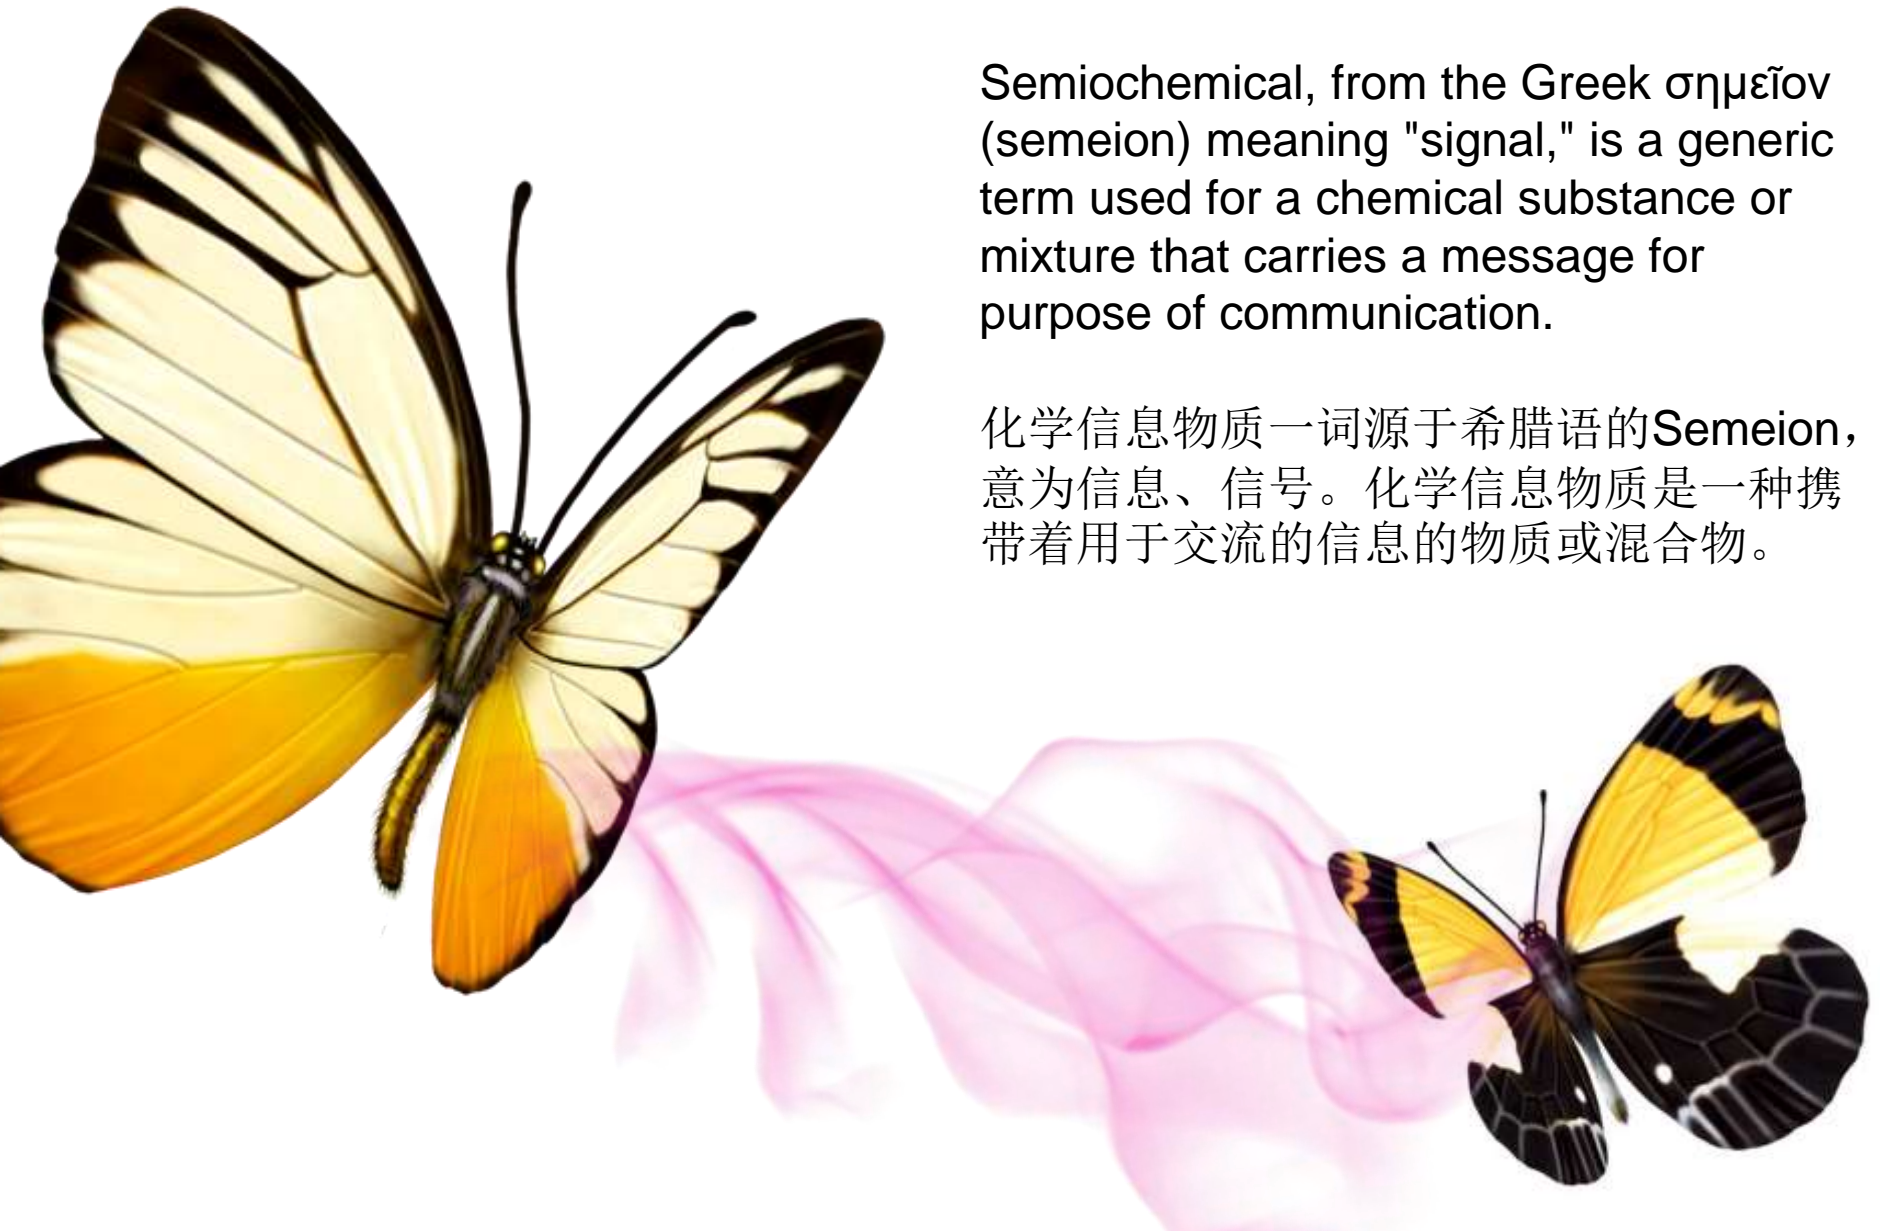 Semiochemical, from the Greek σημεῖον
(semeion) meaning "signal," is a generic
term used for a chemical substance or
mixture that carries a message for
purpose of communication.
化学信息物质一词源于希腊语的Semeion，
意为信息、信号。化学信息物质是一种携
带着用于交流的信息的物质或混合物。